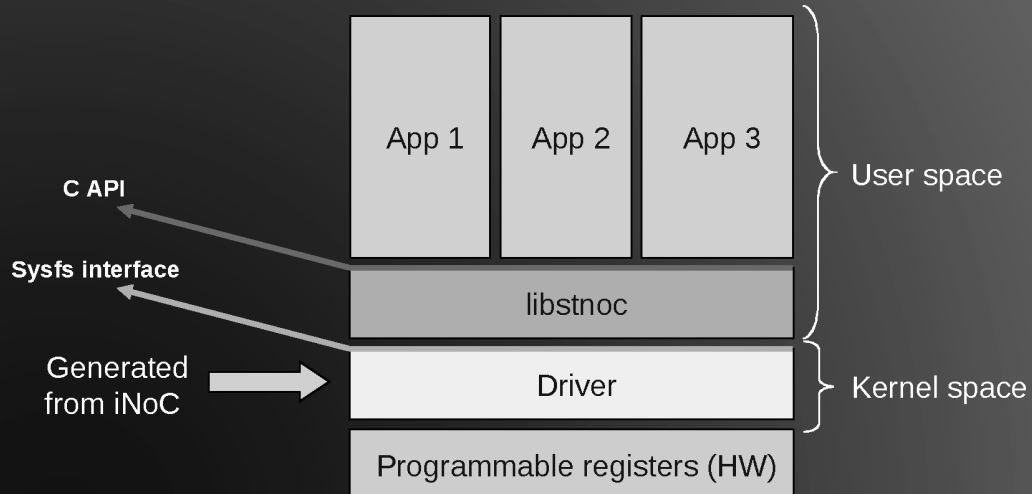 App 1
App 2
App 3
User space
C API
Sysfs interface
libstnoc
Generated
from iNoC
Driver
Kernel space
Programmable registers (HW)